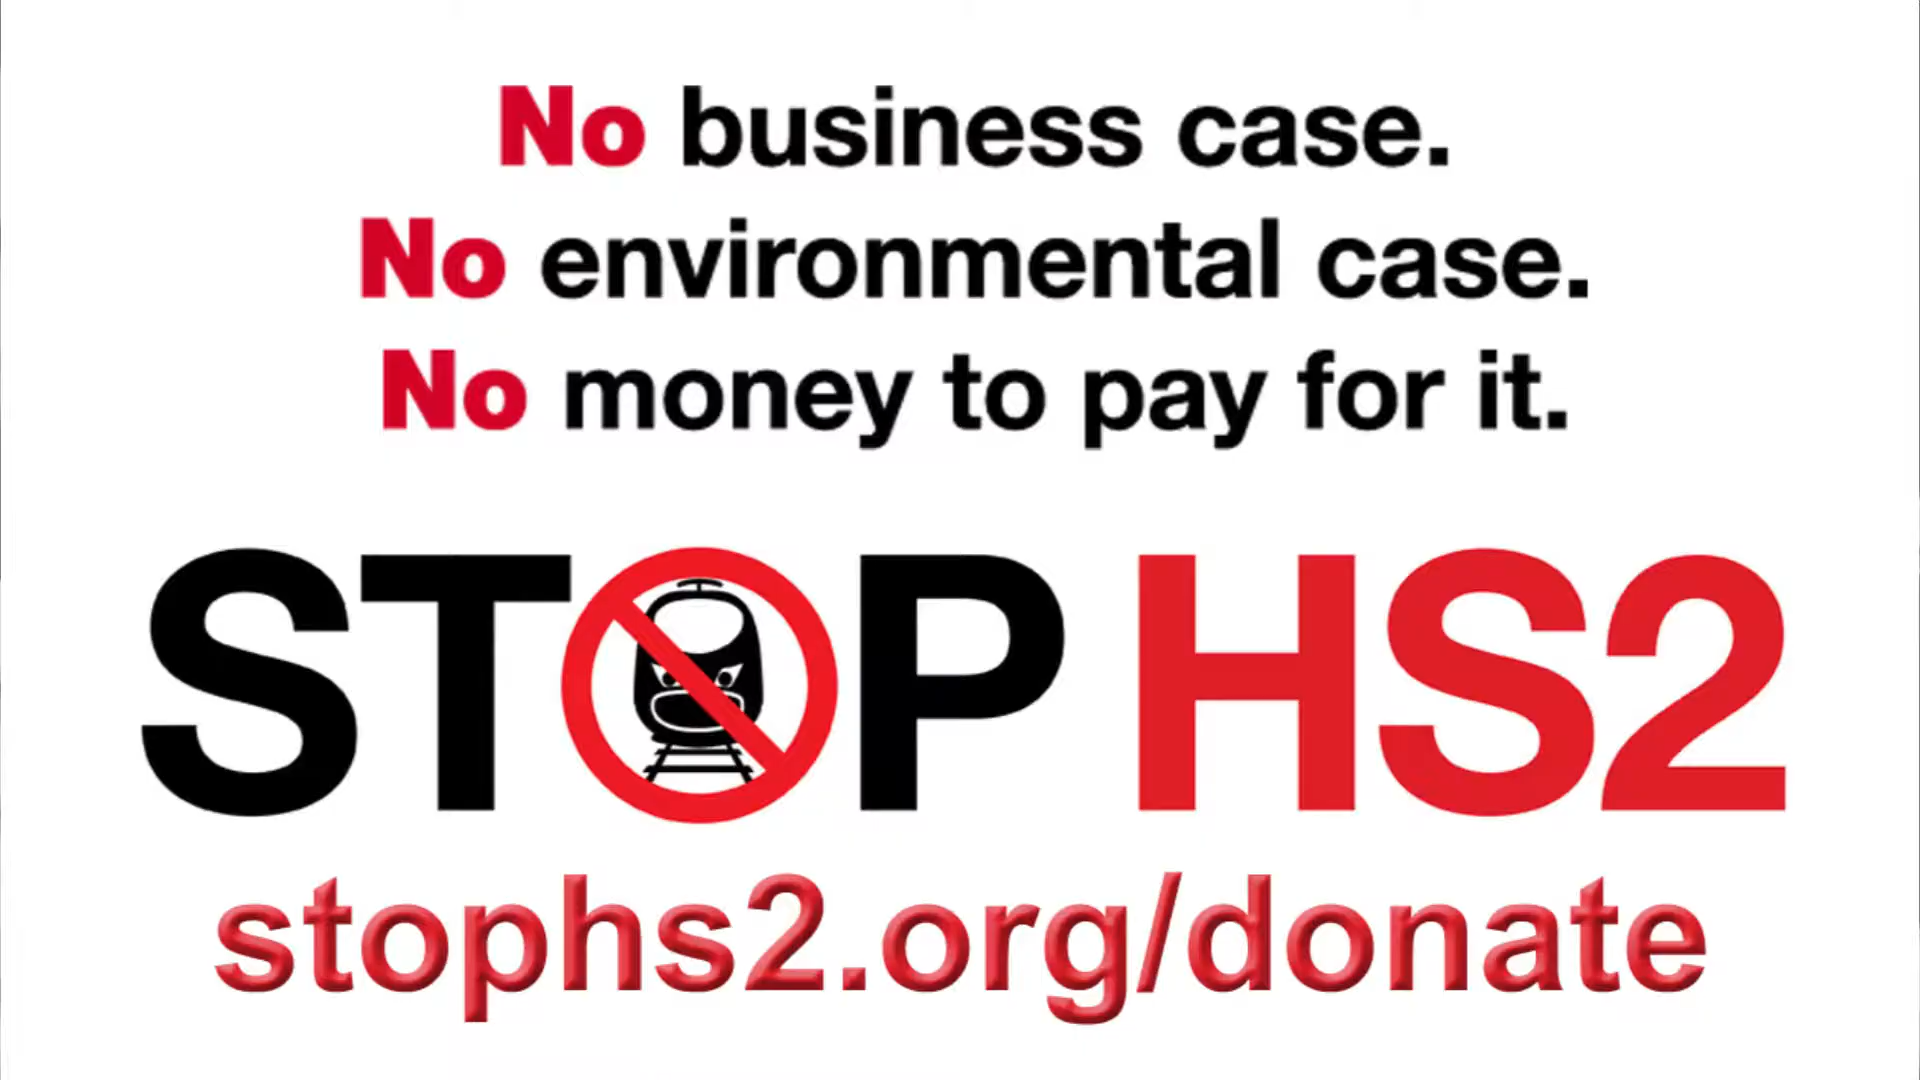 No business case.
No environmental case.
No money to pay for it.
STOP HS2
stophs2.org/donate